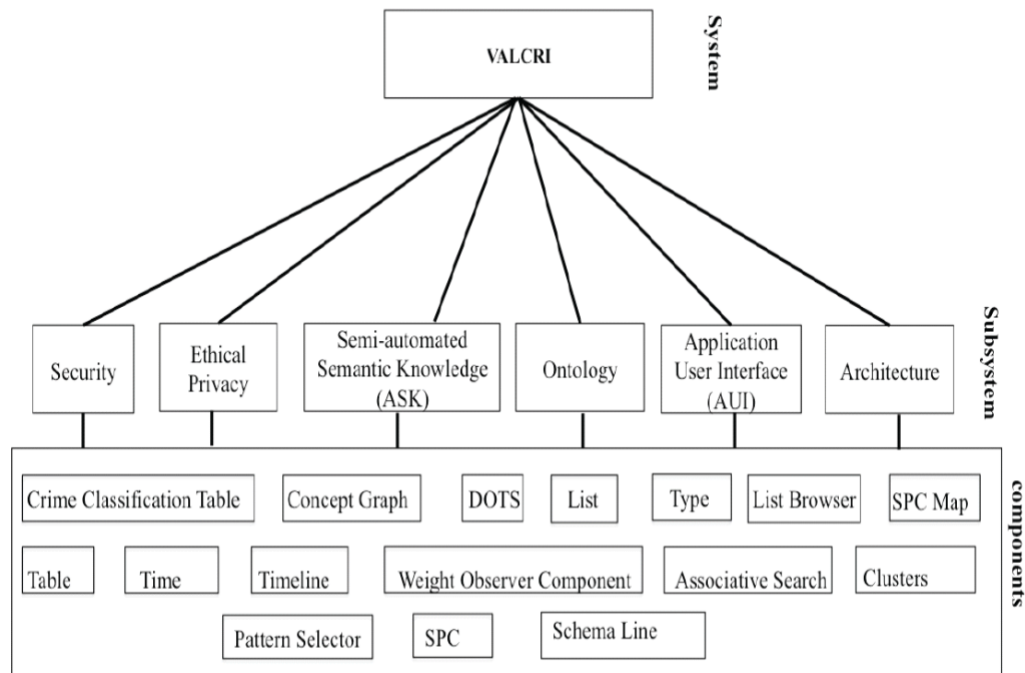 VALCRI
System
Security
Ethical
Privacy
Semi-automated
Semantic Knowledge
(ASK)
Ontology
Application
User Interface
(AUI)
Architecture
Subsystem
Crime Classification Table
Concept Graph
DOTS
List
Type
List Browser
SPC Map
Table
Time
Timeline
Weight Observer Component
Associative Search
Clusters
Pattern Selector
SPC
Schema Line
components